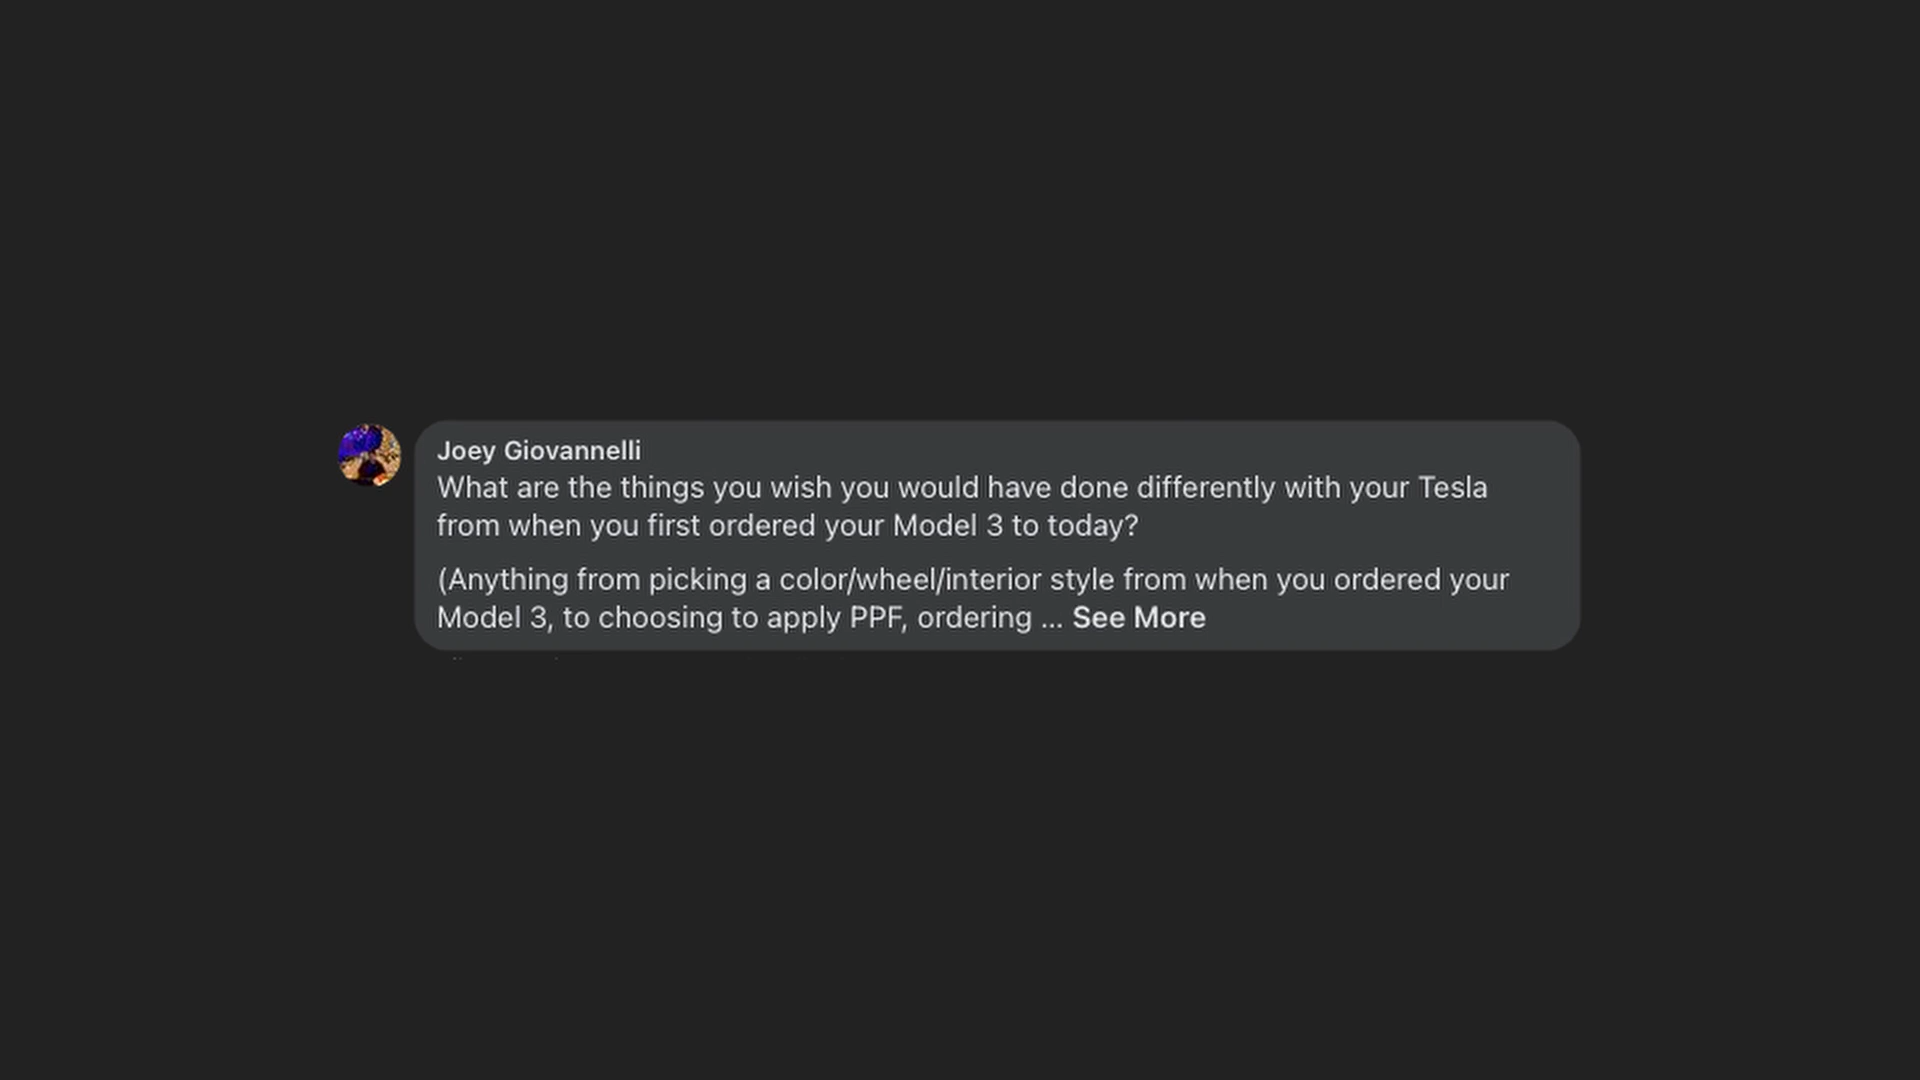 Joey Giovannelli
What are the things you wish you would have done differently with your Tesla
from when you first ordered your Model 3 to today?
(Anything from picking a color/wheel/interior style from when you ordered your
Model 3, to choosing to apply PPF, ordering ... See More